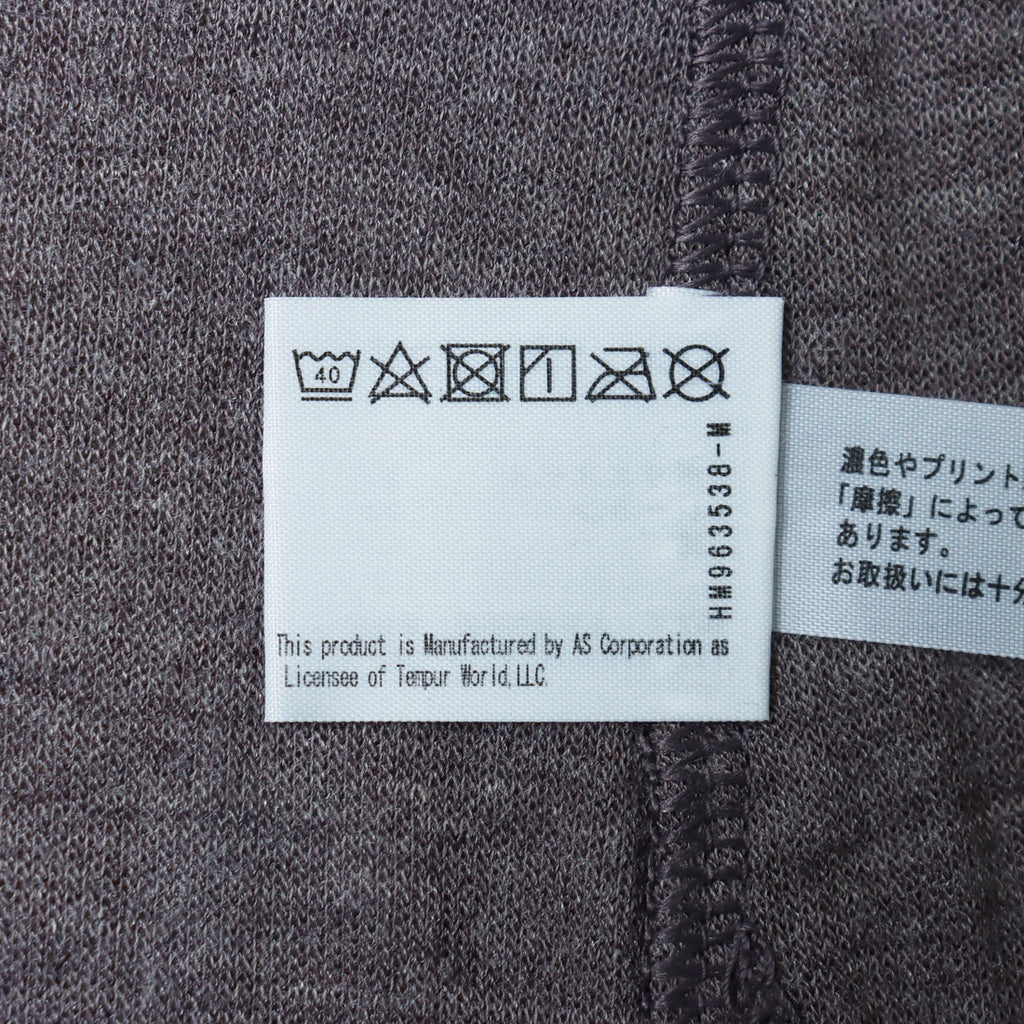 40
HM963538-M
This product is Manufactured by AS Corporation as
Licensee of Tempur World,LLC.
濃色やプリント
「摩擦」によって
あります。
お取扱いには十分